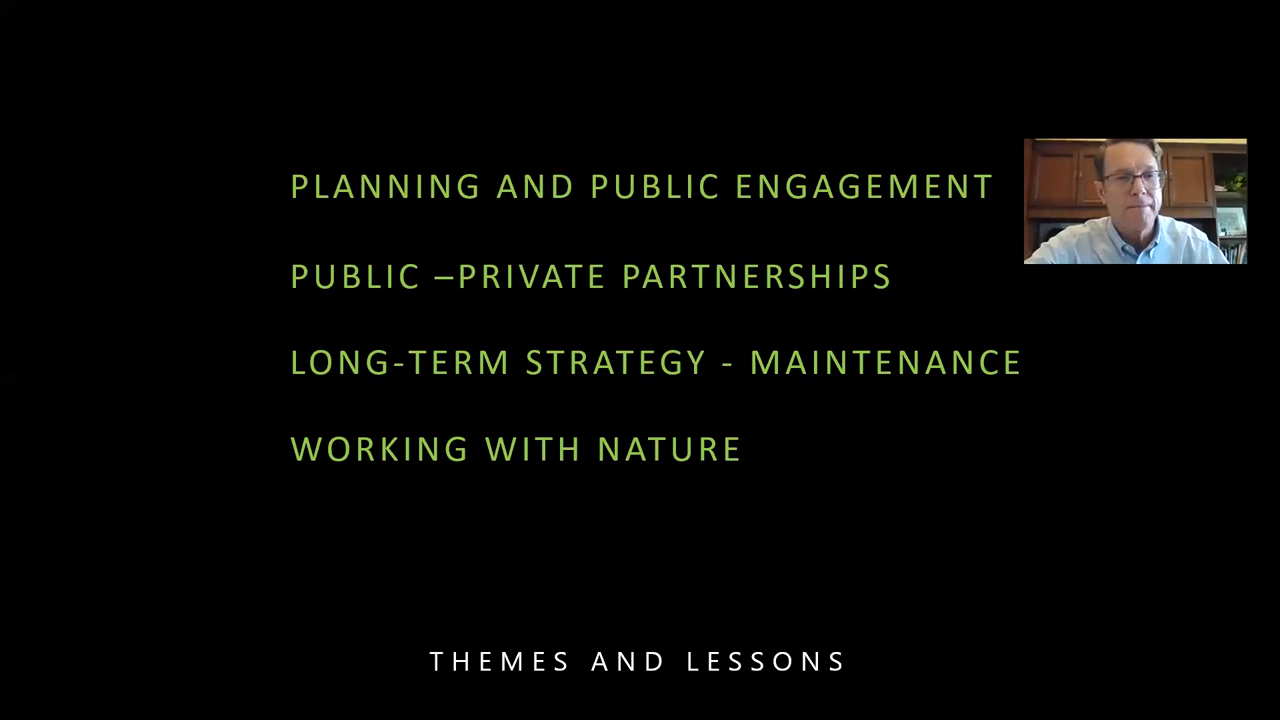 PLANNING AND PUBLIC ENGAGEMENT
PUBLIC –PRIVATE PARTNERSHIPS
LONG-TERM STRATEGY - MAINTENANCE
WORKING WITH NATURE
THEMES AND LESSONS